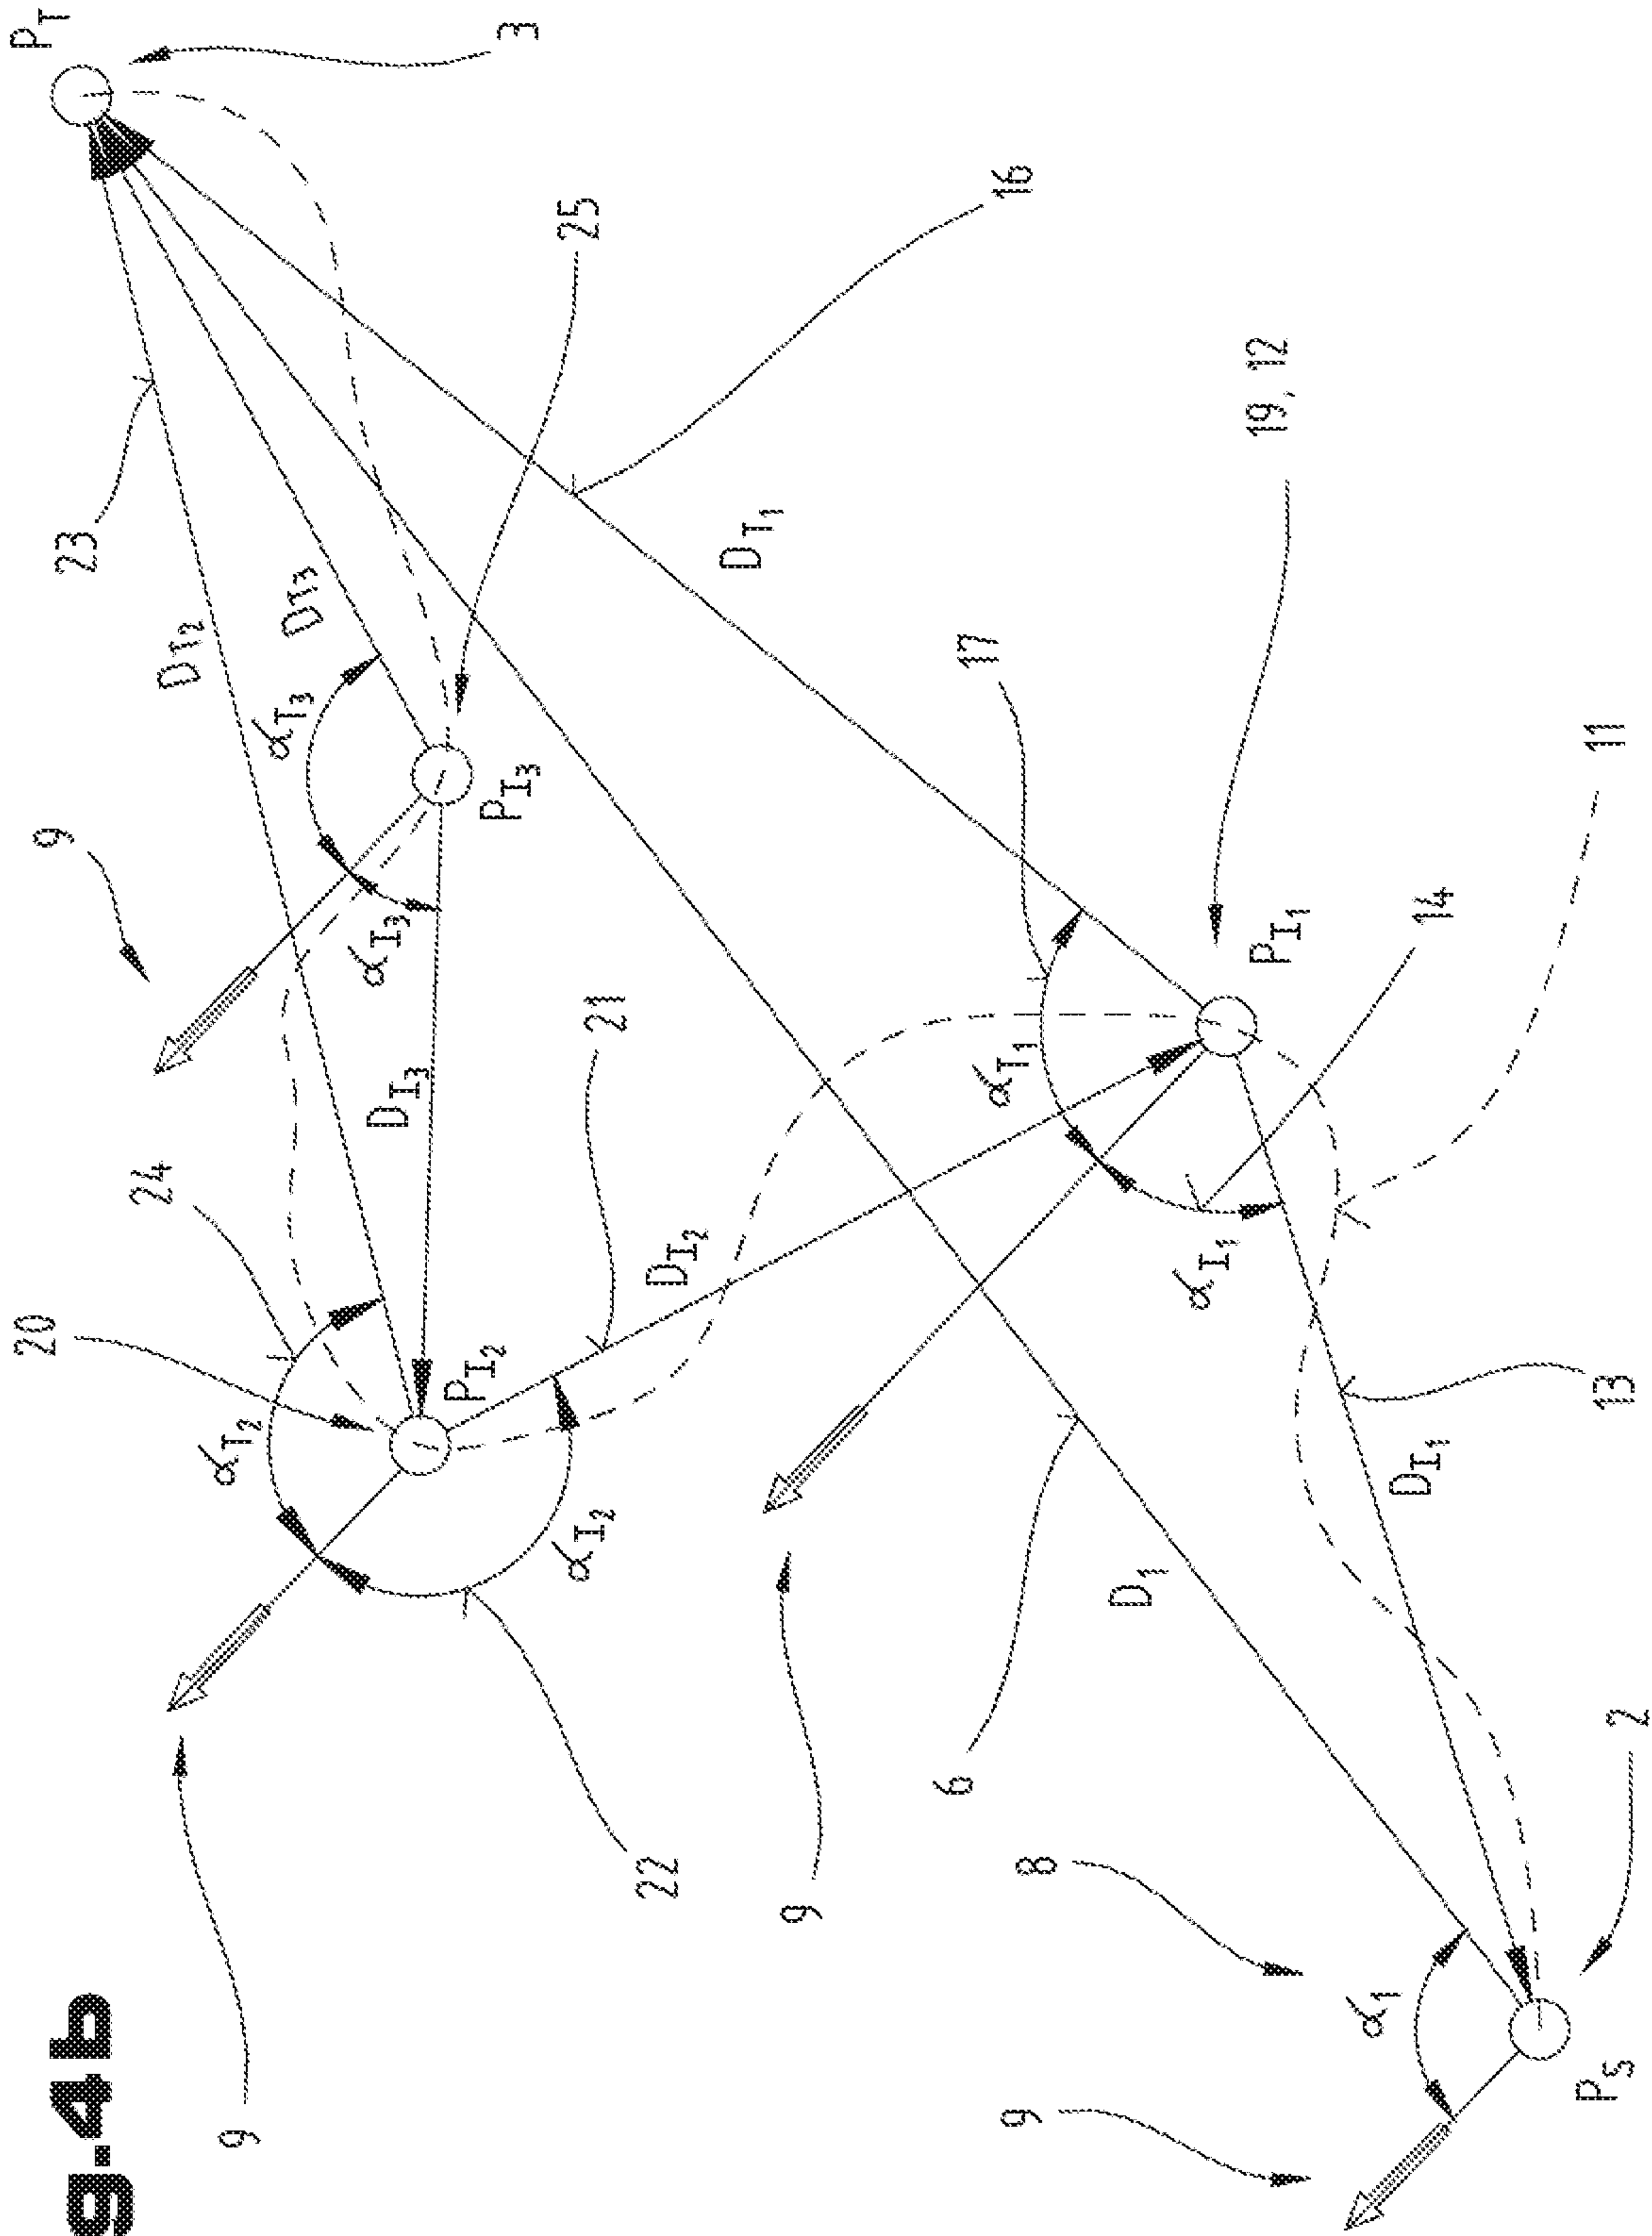 g-4b
P_T
20
9
23
24
D_T2
9
α_T2
α_T3
D_T3
α_I3
D_I3
P_I2
P_I3
3
α_I2
25
21
22
D_I2
D_T1
9
6
17
α_T1
16
9
8
D_1
α_I1
P_I1
19, 12
α_1
D_I1
14
P_S
11
13
2